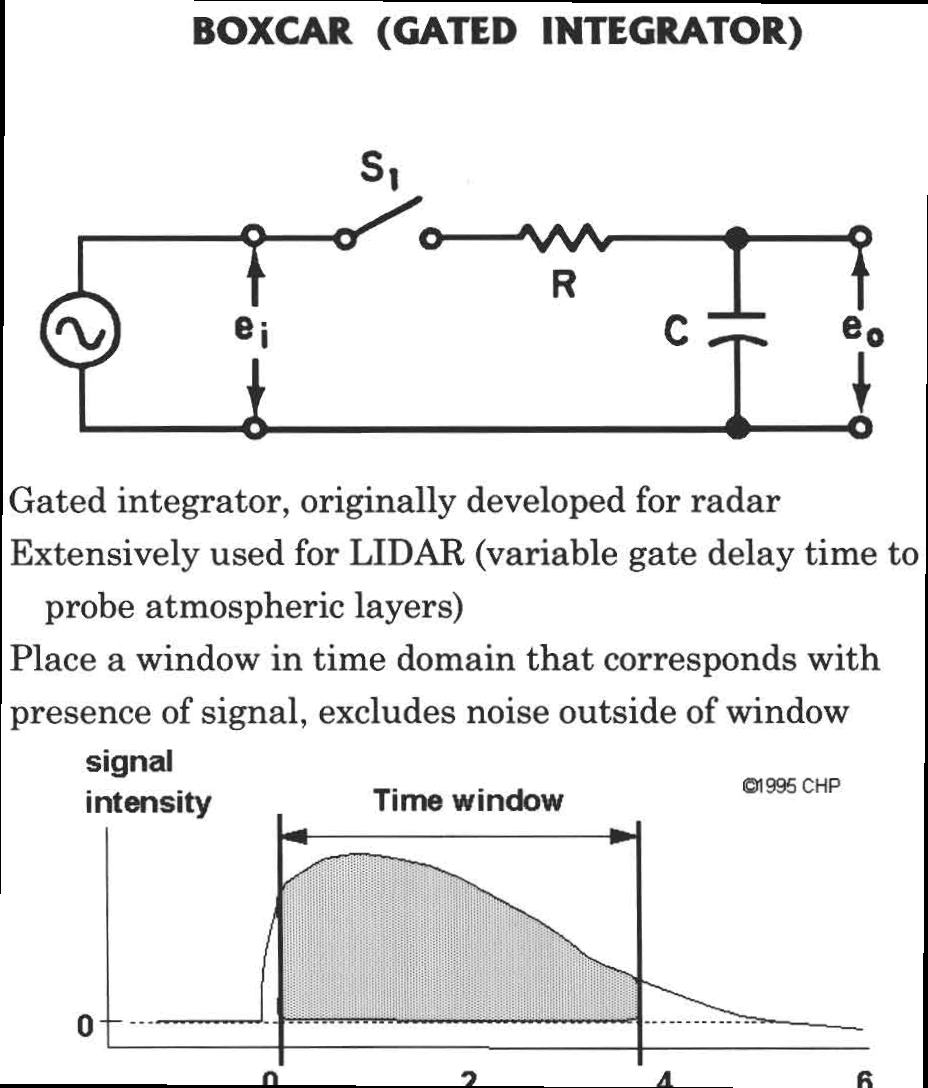 BOXCAR (GATED INTEGRATOR)
S1
R
ei
C
eo
Gated integrator, originally developed for radar
Extensively used for LIDAR (variable gate delay time to
probe atmospheric layers)
Place a window in time domain that corresponds with
presence of signal, excludes noise outside of window
signal
intensity
Time window
©1995 CHP
0
0 2 4 6